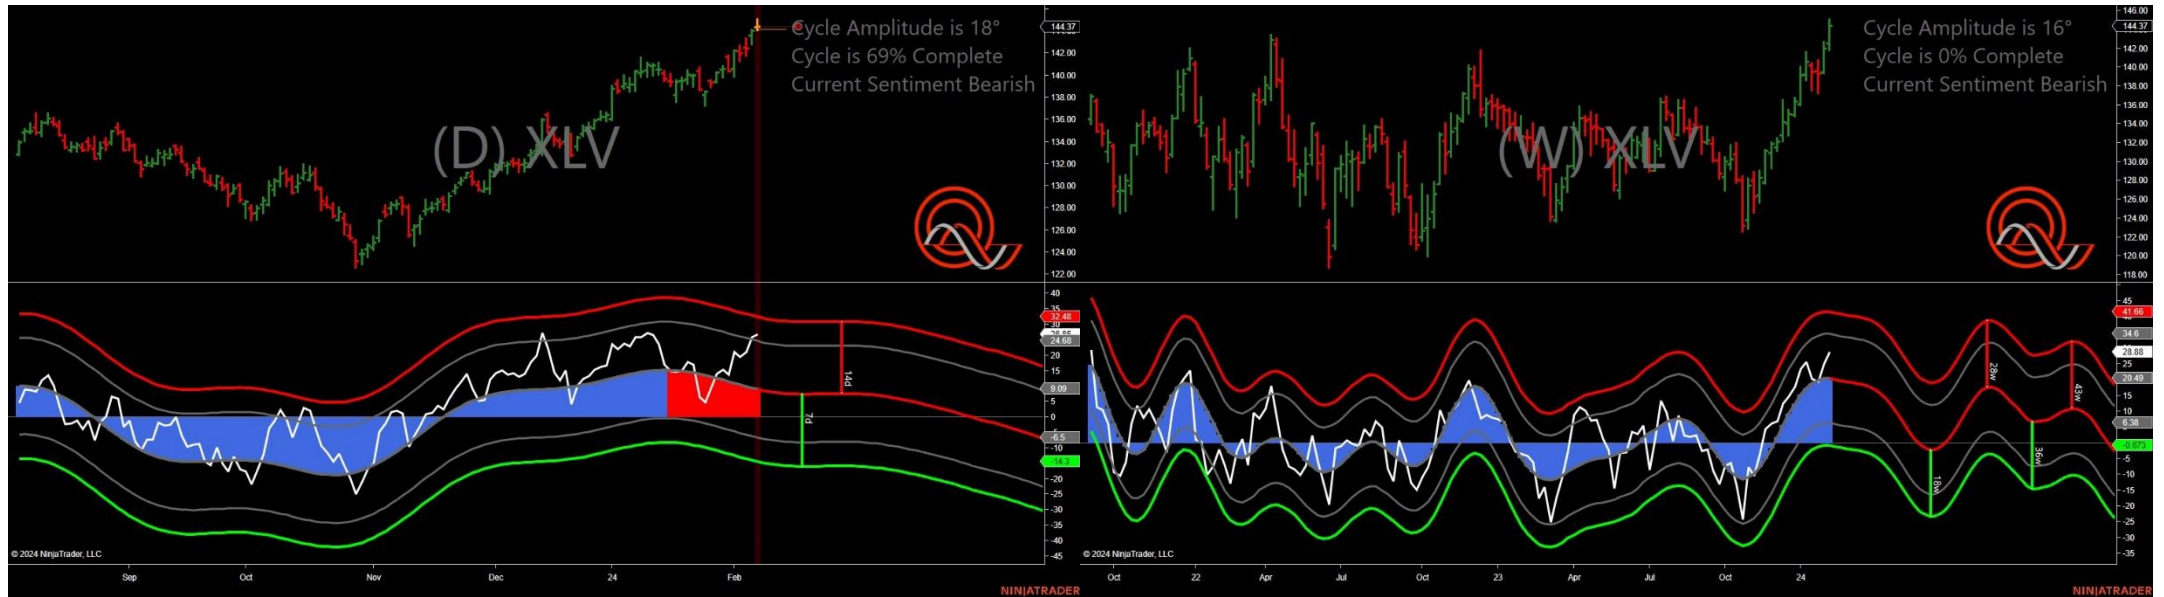 Cycle Amplitude is 18°
Cycle is 69% Complete
Current Sentiment Bearish
(D) XLV
144.37
142.00
140.00
138.00
136.00
134.00
132.00
130.00
128.00
126.00
124.00
122.00
40
35
32.48
30
24.68
20
15
9.09
5
0
-6.5
-10
-14.3
-20
-25
-30
-35
-40
-45
14d
7d
© 2024 NinjaTrader, LLC
Sep
Oct
Nov
Dec
24
Feb
NINJATRADER
Cycle Amplitude is 16°
Cycle is 0% Complete
Current Sentiment Bearish
(W) XLV
146.00
144.37
142.00
140.00
138.00
136.00
134.00
132.00
130.00
128.00
126.00
124.00
122.00
120.00
118.00
45
41.66
34.6
28.88
25
20.49
15
10
6.38
-0.673
-5
-10
-15
-20
-25
-30
-35
28w
43w
18w
36w
© 2024 NinjaTrader, LLC
Oct
22
Apr
Jul
Oct
23
Apr
Jul
Oct
24
NINJATRADER